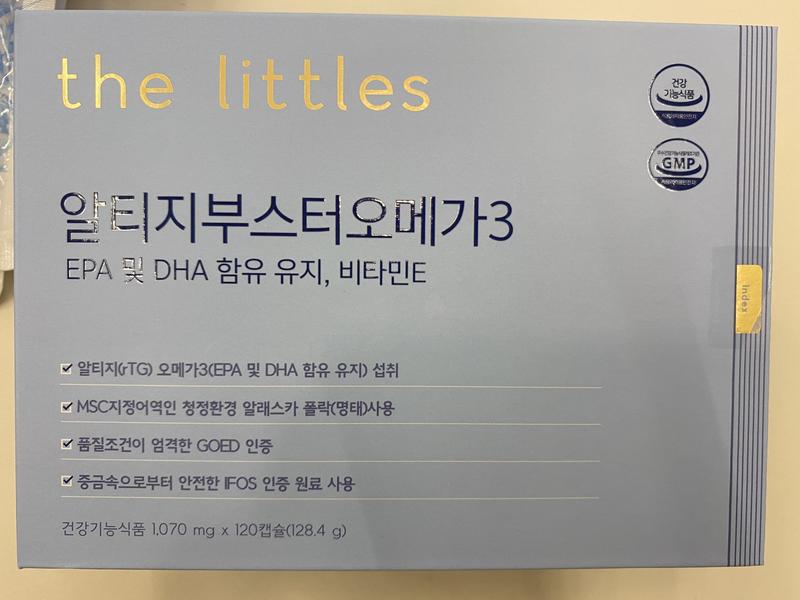 the littles
건강
기능식품
GMP
알티지부스터오메가3
EPA 및 DHA 함유 유지, 비타민E
index
알티지(rTG) 오메가3(EPA 및 DHA 함유 유지) 섭취
MSC지정어역인 청정환경 알래스카 폴락(명태)사용
품질조건이 엄격한 GOED 인증
중금속으로부터 안전한 IFOS 인증 원료 사용
건강기능식품 1,070 mg x 120캡슐(128.4 g)